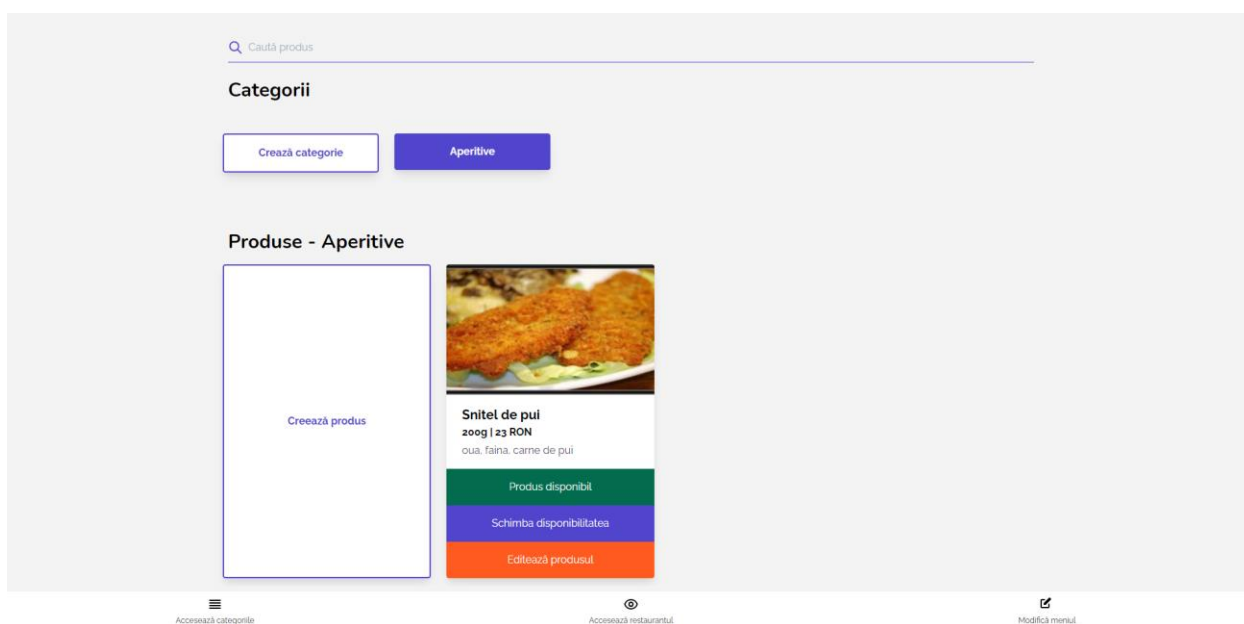 Caută produs
Categorii
Crează categorie
Aperitive
Produse - Aperitive
Creează produs
Snitel de pui
200g | 23 RON
oua, faina, carne de pui
Produs disponibil
Schimba disponibilitatea
Editează produsul
Accesează categoriile
Accesează restaurantul
Modifică meniul